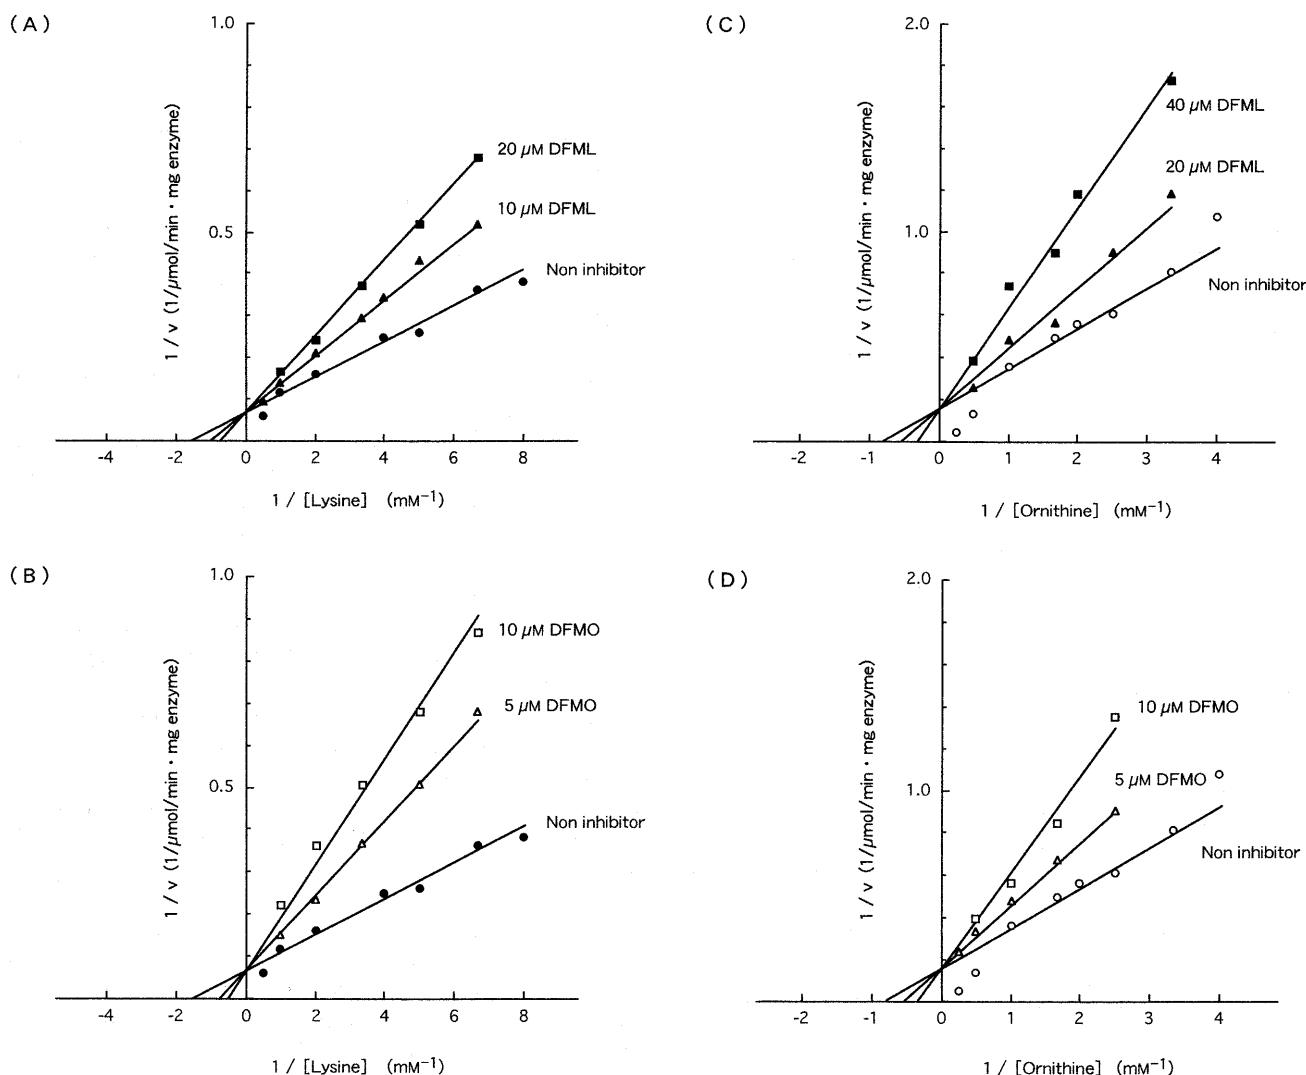 (A)
1.0
0.5
1 / v (1/μmol/min · mg enzyme)
20 μM DFML
10 μM DFML
Non inhibitor
-4 -2 0 2 4 6 8
1 / [Lysine] (mM⁻¹)
(C)
2.0
1.0
1 / v (1/μmol/min · mg enzyme)
40 μM DFML
20 μM DFML
Non inhibitor
-2 -1 0 1 2 3 4
1 / [Ornithine] (mM⁻¹)
(B)
1.0
0.5
1 / v (1/μmol/min · mg enzyme)
10 μM DFMO
5 μM DFMO
Non inhibitor
-4 -2 0 2 4 6 8
1 / [Lysine] (mM⁻¹)
(D)
2.0
1.0
1 / v (1/μmol/min · mg enzyme)
10 μM DFMO
5 μM DFMO
Non inhibitor
-2 -1 0 1 2 3 4
1 / [Ornithine] (mM⁻¹)